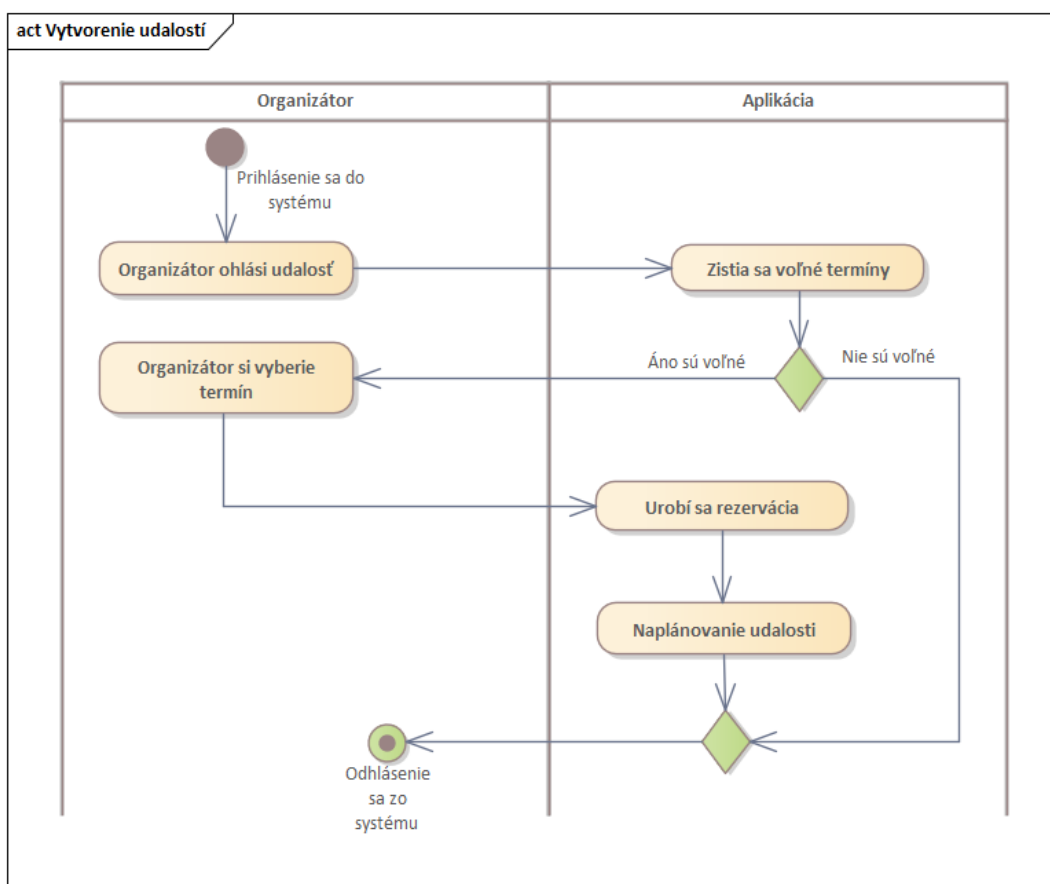 act Vytvorenie udalostí
Organizátor
Aplikácia
Prihlásenie sa do
systému
Organizátor ohlási udalosť
Zistia sa voľné termíny
Organizátor si vyberie
termín
Áno sú voľné
Nie sú voľné
Urobí sa rezervácia
Naplánovanie udalosti
Odhlásenie
sa zo
systému